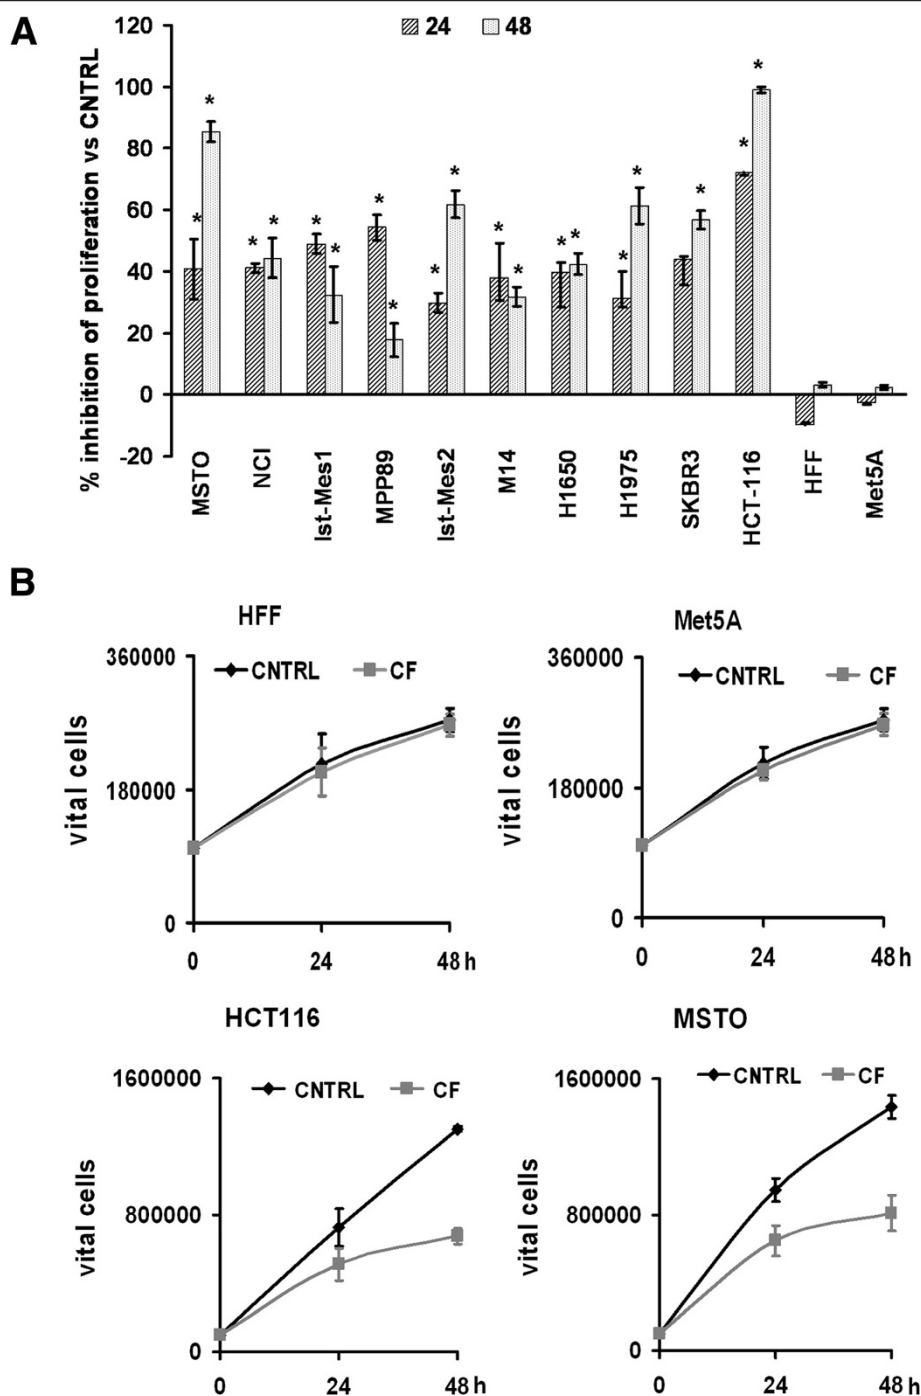 A
24 48
% inhibition of proliferation vs CNTRL
120
100
80
60
40
20
0
-20
* * * * * * * * * * * * * * * * * * *
MSTO NCI Ist-Mes1 MPP89 Ist-Mes2 M14 H1650 H1975 SKBR3 HCT-116 HFF Met5A
B
HFF
CNTRL CF
vital cells
360000
180000
0
0 24 48 h
Met5A
CNTRL CF
vital cells
360000
180000
0
0 24 48 h
HCT116
CNTRL CF
vital cells
1600000
800000
0
0 24 48 h
MSTO
CNTRL CF
vital cells
1600000
800000
0
0 24 48 h